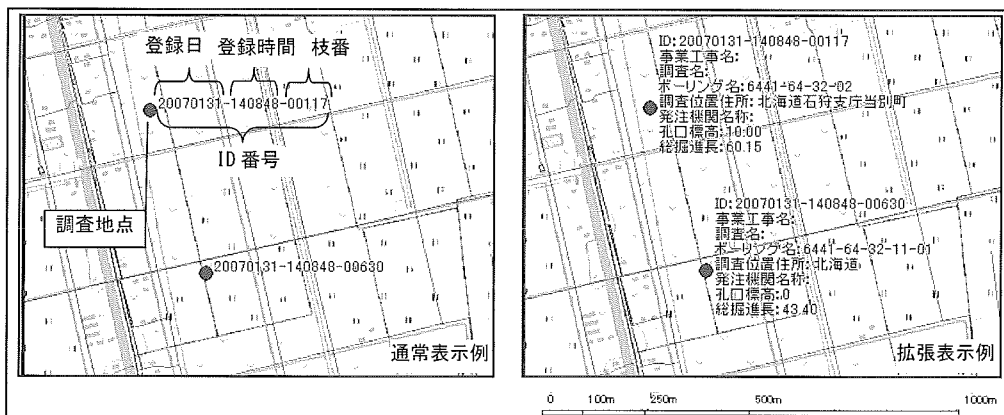 登録日 登録時間 枝番
20070131-140848-00117
ID番号
調査地点
20070131-140848-00630
通常表示例
ID:20070131-140848-00117
事業工事名:
調査名:
ボーリング名:6441-64-32-02
調査位置住所:北海道石狩支庁当別町
発注機関名称:
孔口標高:10.00
総掘進長:60.15
ID:20070131-140848-00630
事業工事名:
調査名:
ボーリング名:6441-64-32-11-01
調査位置住所:北海道
発注機関名称:
孔口標高:0
総掘進長:43.40
拡張表示例
0 100m 250m 500m 1000m